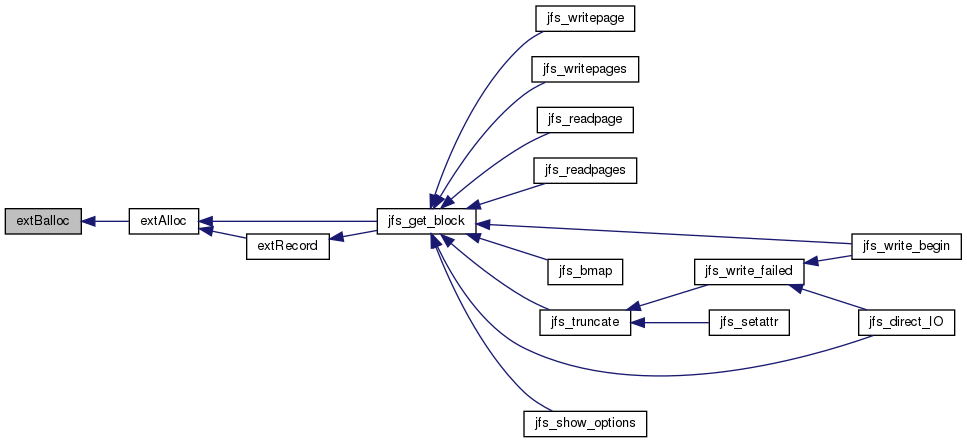 jfs_writepage
jfs_writepages
jfs_readpage
jfs_readpages
extBalloc
extAlloc
jfs_get_block
extRecord
jfs_write_begin
jfs_bmap
jfs_write_failed
jfs_truncate
jfs_setattr
jfs_direct_IO
jfs_show_options